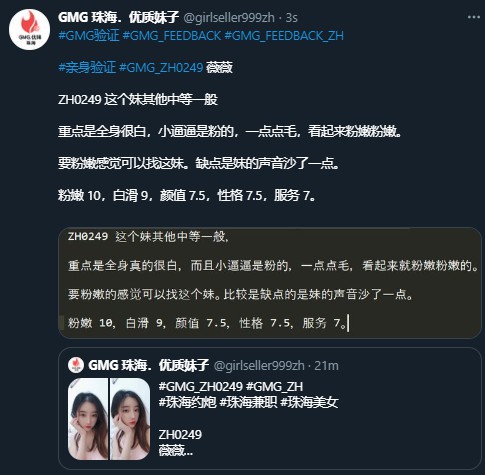 GMG 珠海．优质妹子 @girlseller999zh · 3s
#GMG验证 #GMG_FEEDBACK #GMG_FEEDBACK_ZH
#亲身验证 #GMG_ZH0249 薇薇
ZH0249 这个妹其他中等一般
重点是全身很白，小逼逼是粉的，一点点毛，看起来粉嫩粉嫩。
要粉嫩感觉可以找这妹。缺点是妹的声音沙了一点。
粉嫩 10，白滑 9，颜值 7.5，性格 7.5，服务 7。
ZH0249 这个妹其他中等一般，
重点是全身真的很白，而且小逼逼是粉的，一点点毛，看起来就粉嫩粉嫩的。
要粉嫩的感觉可以找这个妹。比较是缺点的是妹的声音沙了一点。
粉嫩 10，白滑 9，颜值 7.5，性格 7.5，服务 7。
GMG 珠海．优质妹子 @girlseller999zh · 21m
#GMG_ZH0249 #GMG_ZH
#珠海约炮 #珠海兼职 #珠海美女
ZH0249
薇薇...